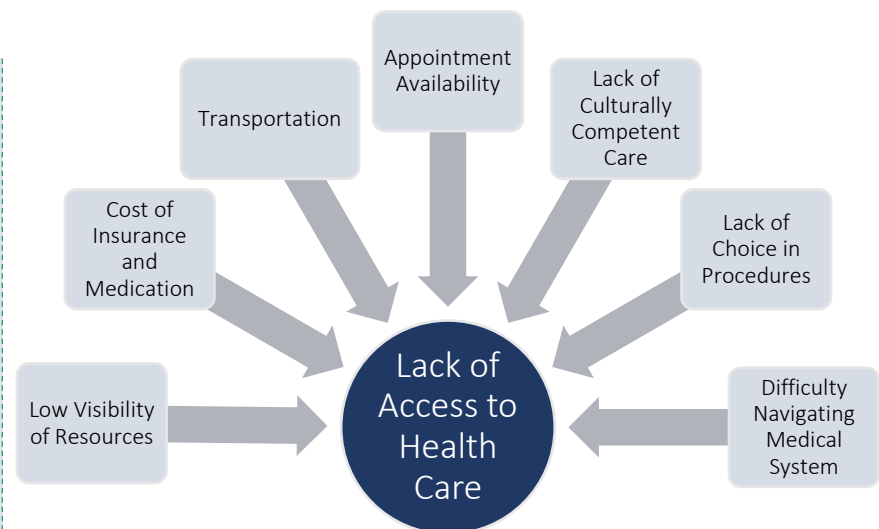 Low Visibility
of Resources
Cost of
Insurance
and
Medication
Transportation
Appointment
Availability
Lack of
Culturally
Competent
Care
Lack of
Choice in
Procedures
Difficulty
Navigating
Medical
System
Lack of
Access to
Health
Care